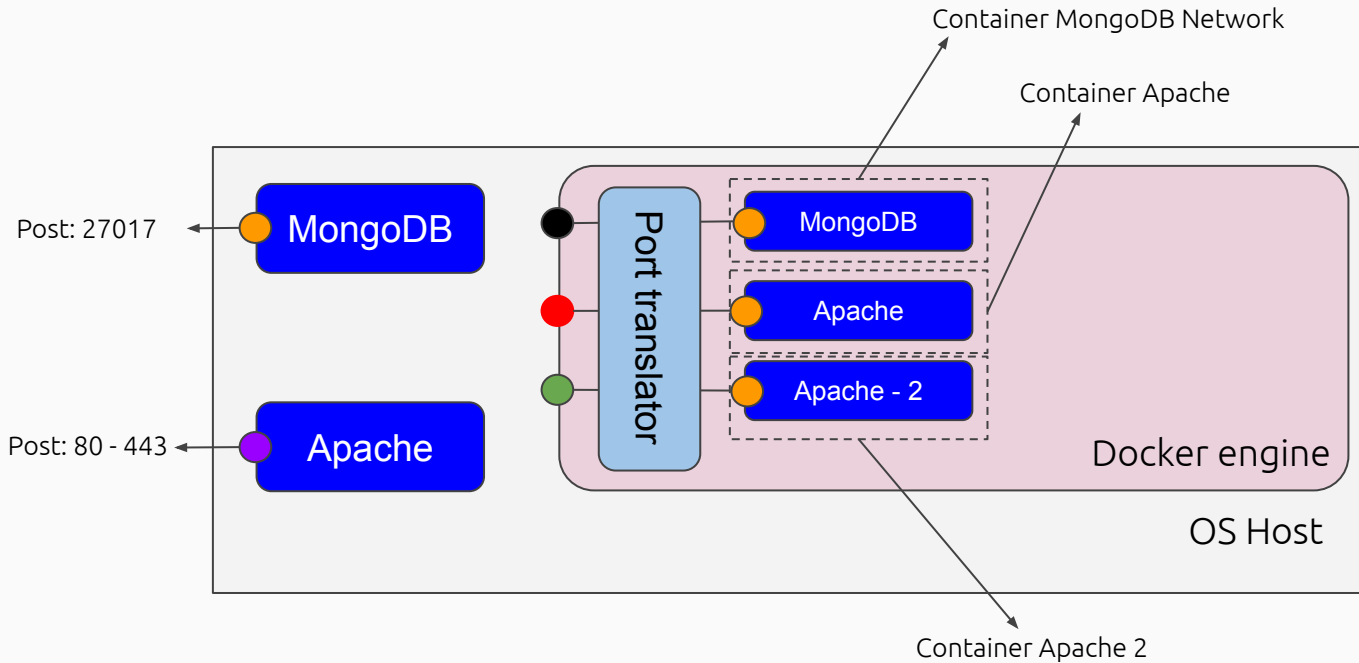 Container MongoDB Network
Container Apache
Post: 27017
MongoDB
Port translator
MongoDB
Apache
Apache - 2
Post: 80 - 443
Apache
Docker engine
OS Host
Container Apache 2